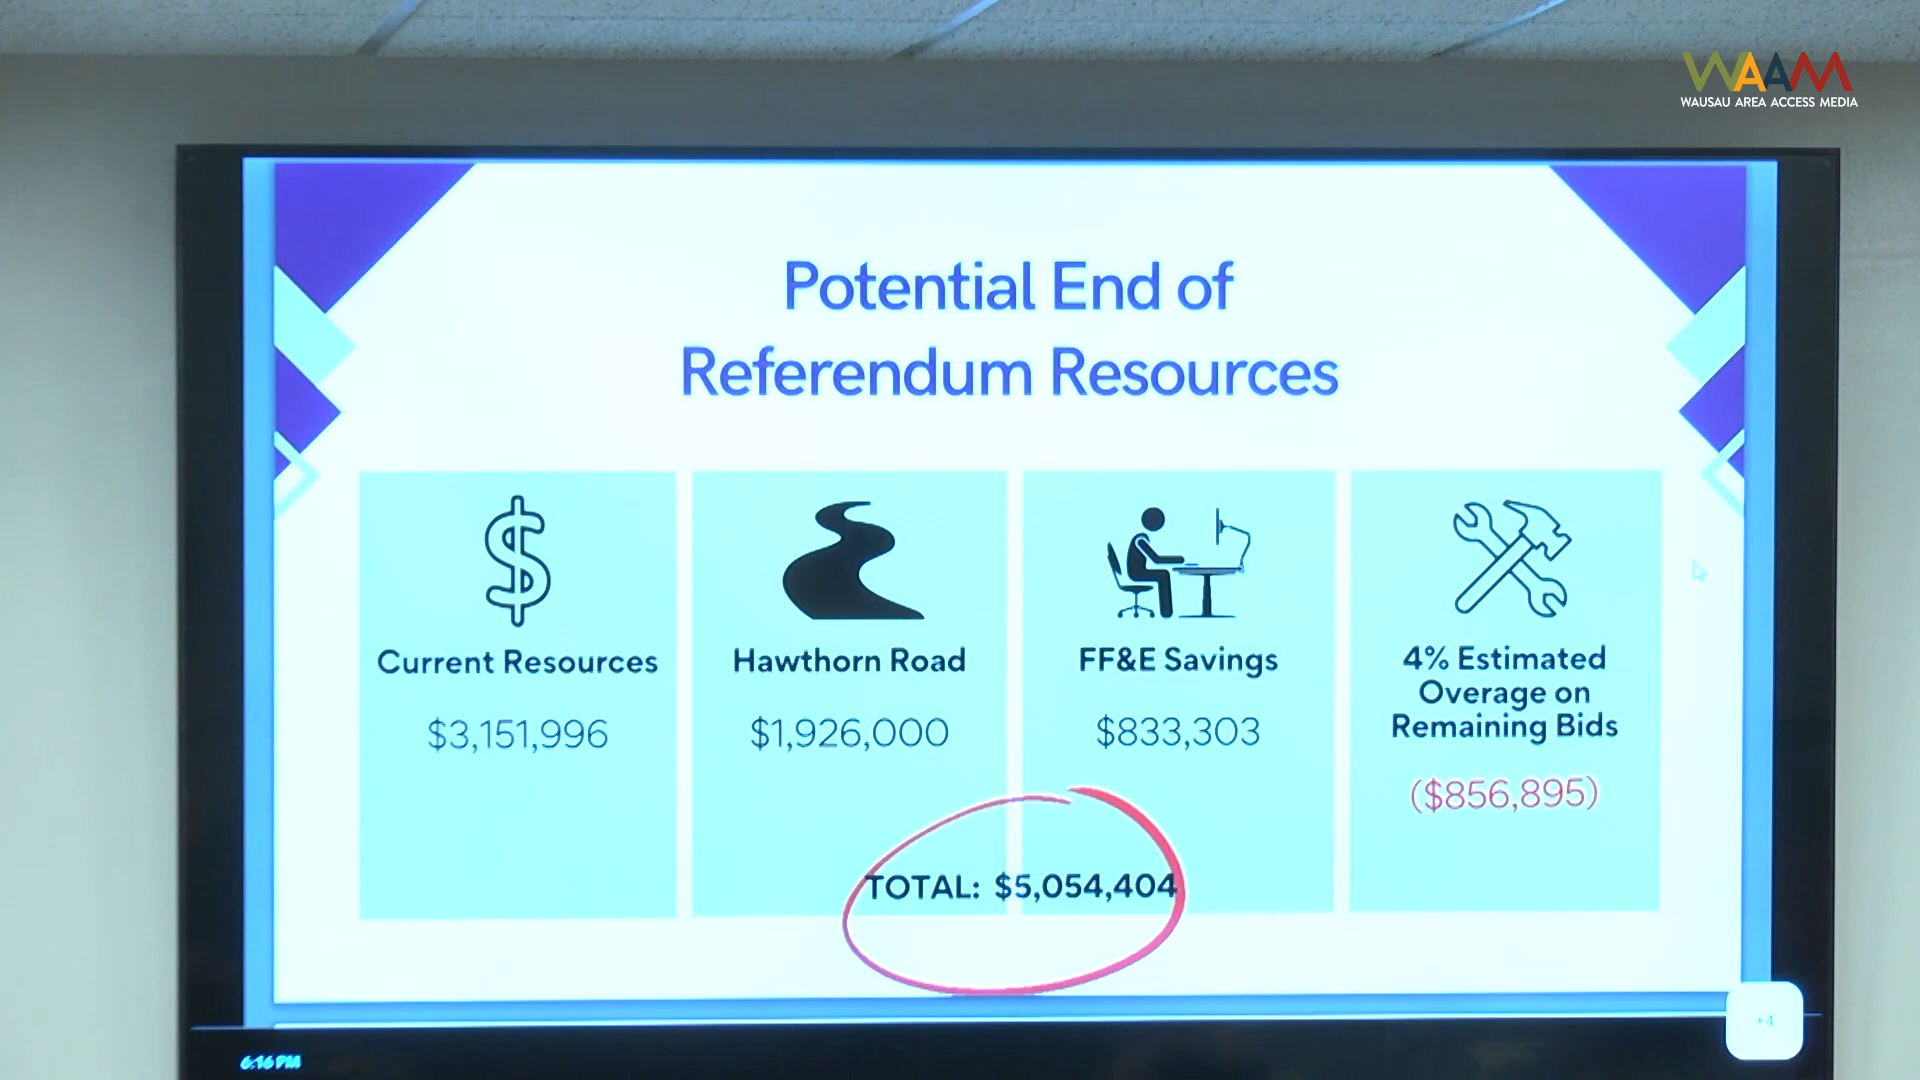 WAAM
WAUSAU AREA ACCESS MEDIA
Potential End of
Referendum Resources
Current Resources
$3,151,996
Hawthorn Road
$1,926,000
FF&E Savings
$833,303
4% Estimated
Overage on
Remaining Bids
($856,895)
TOTAL: $5,054,404
+4
6:16 PM